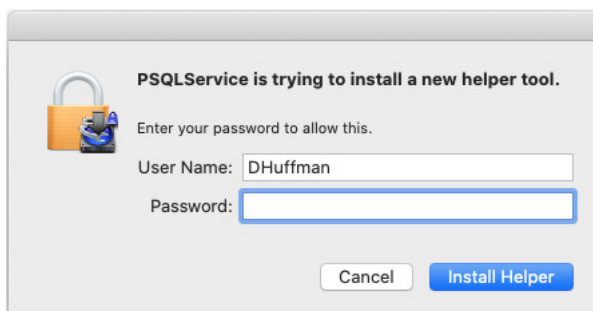 PSQLService is trying to install a new helper tool.
Enter your password to allow this.
User Name: DHuffman
Password:
Cancel Install Helper